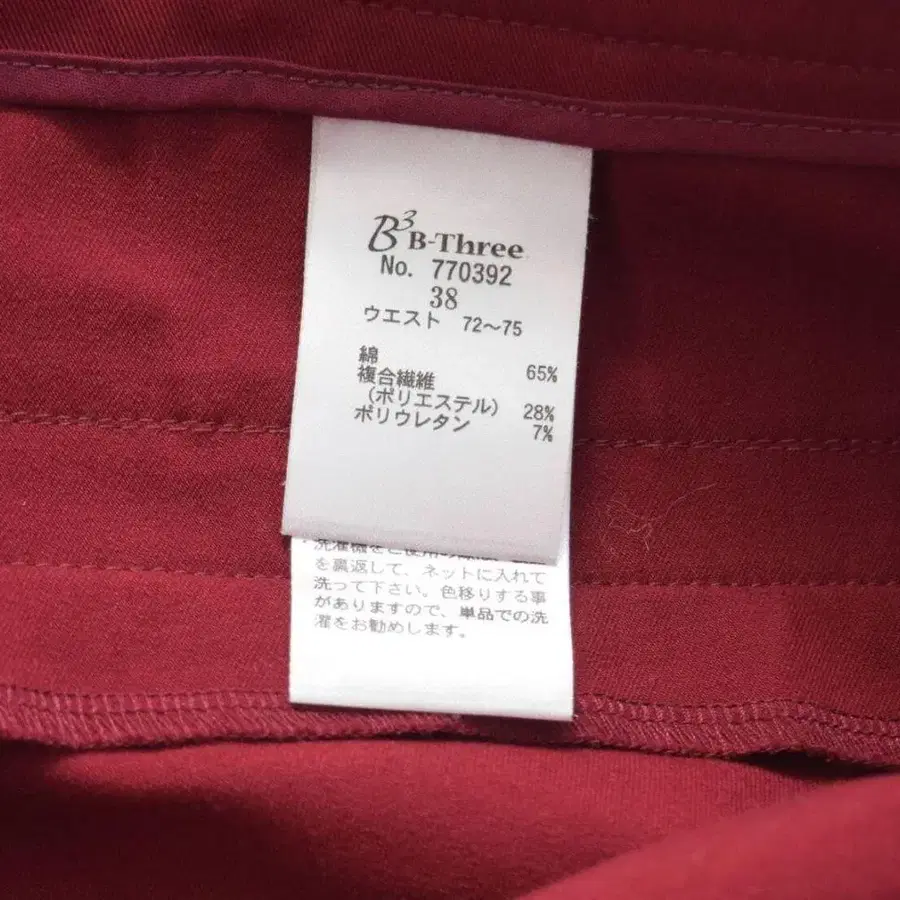 B³ B-Three
No. 770392
38
ウエスト 72～75
綿 65%
複合繊維
(ポリエステル) 28%
ポリウレタン 7%
を裏返して、ネットに入れて
洗って下さい。色移りする事
がありますので、単品での洗
濯をお勧めします。